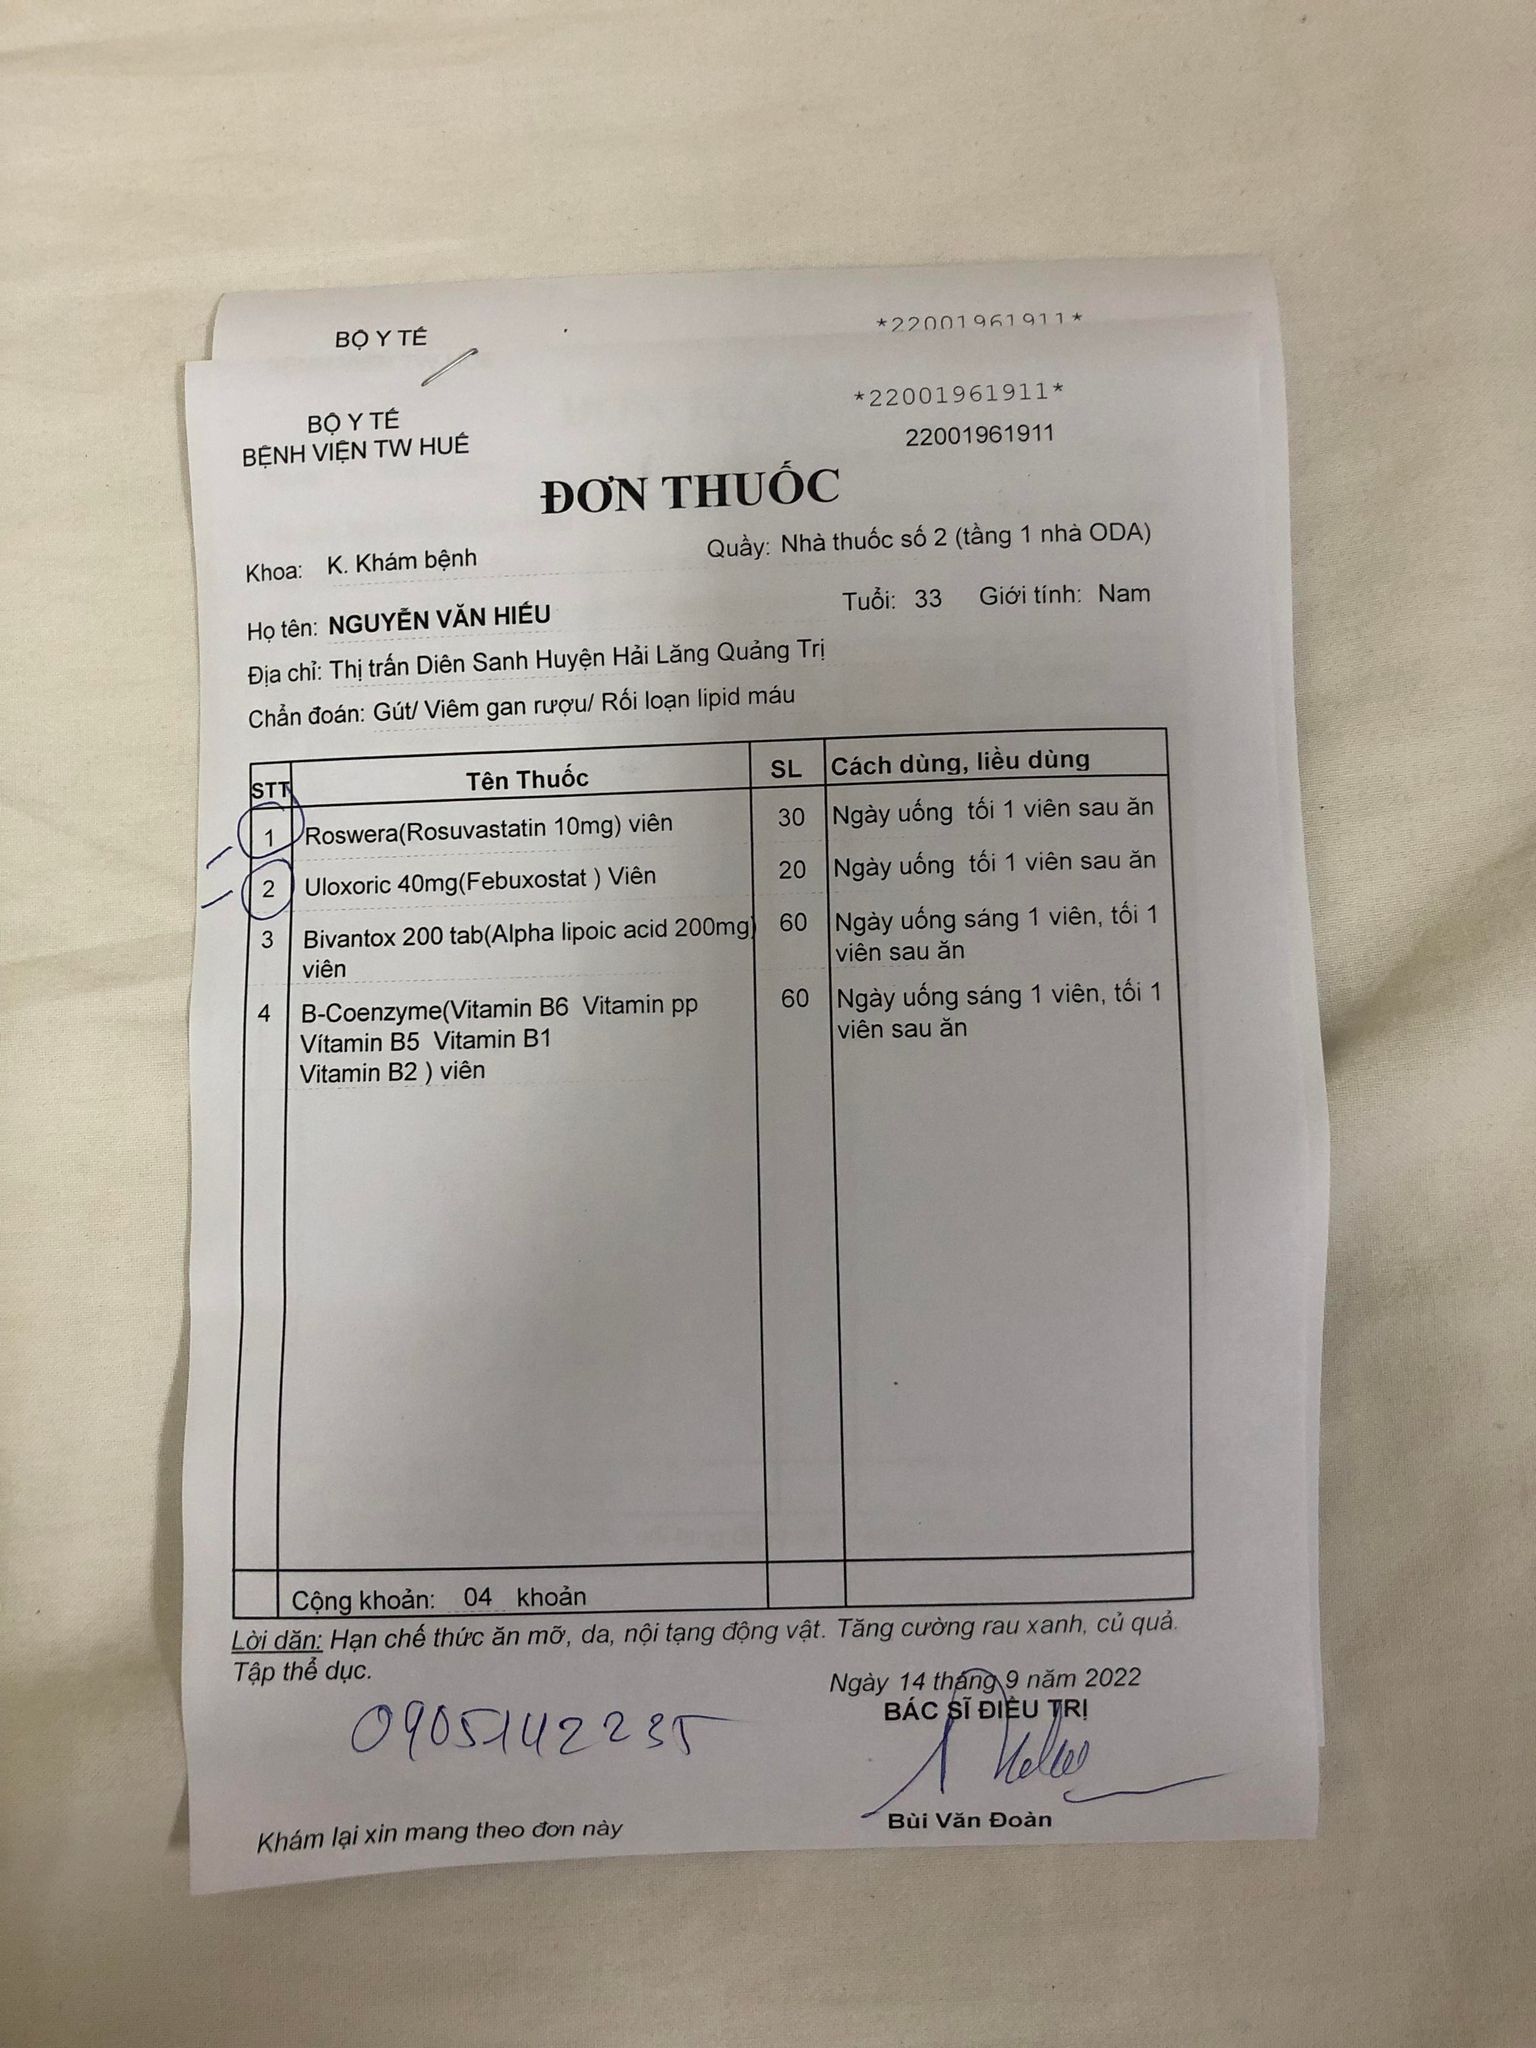 BỘ Y TẾ
*22001961911*
BỘ Y TẾ
*22001961911*
BỆNH VIỆN TW HUẾ
22001961911
ĐƠN THUỐC
Khoa: K. Khám bệnh
Quầy: Nhà thuốc số 2 (tầng 1 nhà ODA)
Họ tên: NGUYỄN VĂN HIẾU
Tuổi: 33 Giới tính: Nam
Địa chỉ: Thị trấn Diên Sanh Huyện Hải Lăng Quảng Trị
Chẩn đoán: Gút/ Viêm gan rượu/ Rối loạn lipid máu
STT Tên Thuốc SL Cách dùng, liều dùng
1 Roswera(Rosuvastatin 10mg) viên 30 Ngày uống tối 1 viên sau ăn
2 Uloxoric 40mg(Febuxostat ) Viên 20 Ngày uống tối 1 viên sau ăn
3 Bivantox 200 tab(Alpha lipoic acid 200mg) 60 Ngày uống sáng 1 viên, tối 1
viên viên sau ăn
4 B-Coenzyme(Vitamin B6 Vitamin pp 60 Ngày uống sáng 1 viên, tối 1
Vítamin B5 Vitamin B1 viên sau ăn
Vitamin B2 ) viên
Cộng khoản: 04 khoản
Lời dặn: Hạn chế thức ăn mỡ, da, nội tạng động vật. Tăng cường rau xanh, củ quả.
Tập thể dục.
Ngày 14 tháng 9 năm 2022
BÁC SĨ ĐIỀU TRỊ
0905142235
Bùi Văn Đoàn
Khám lại xin mang theo đơn này